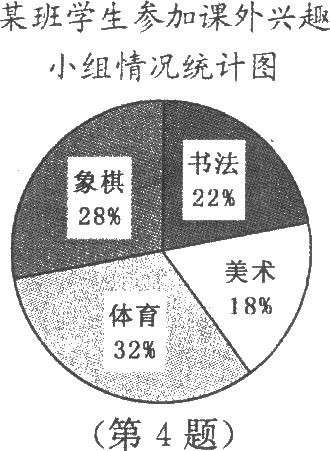 某班学生参加课外兴趣
小组情况统计图
象棋
28%
书法
22%
美术
18%
体育
32%
(第4题)